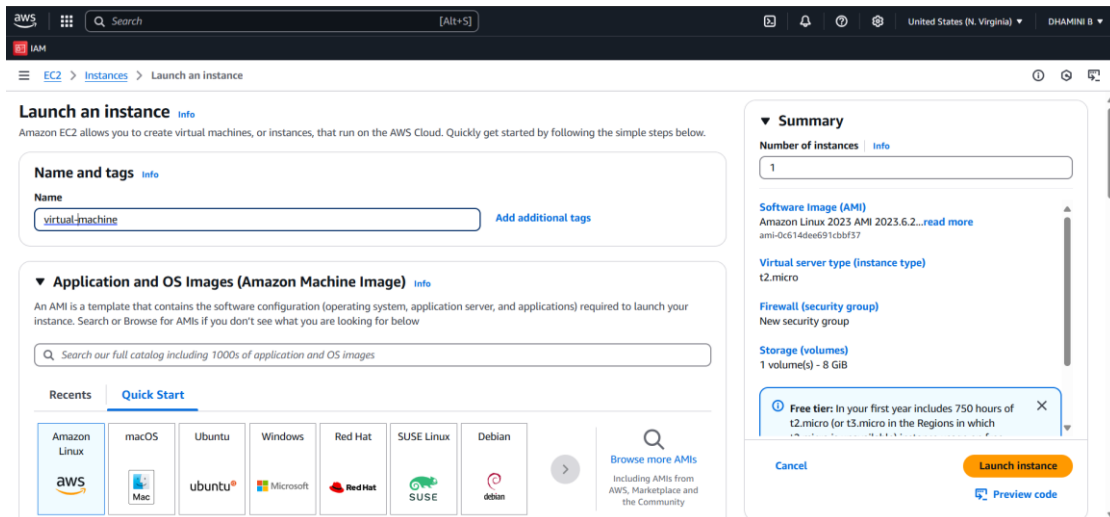 aws
Search
[Alt+S]
United States (N. Virginia) ▼
DHAMINI B ▼
IAM
EC2 > Instances > Launch an instance
Launch an instance Info
Amazon EC2 allows you to create virtual machines, or instances, that run on the AWS Cloud. Quickly get started by following the simple steps below.
Name and tags Info
Name
virtual-machine
Add additional tags
▼ Application and OS Images (Amazon Machine Image) Info
An AMI is a template that contains the software configuration (operating system, application server, and applications) required to launch your
instance. Search or Browse for AMIs if you don't see what you are looking for
below
Search our full catalog including 1000s of application and OS images
Recents
Quick Start
Amazon
Linux
aws
macOS
Mac
Ubuntu
ubuntu®
Windows
Microsoft
Red Hat
Red Hat
SUSE Linux
SUSE
Debian
debian
Browse more AMIs
Including AMIs from
AWS, Marketplace and
the Community
▼ Summary
Number of instances Info
1
Software Image (AMI)
Amazon Linux 2023 AMI 2023.6.2...read more
ami-0c614dee691cbbf37
Virtual server type (instance type)
t2.micro
Firewall (security group)
New security group
Storage (volumes)
1 volume(s) - 8 GiB
Free tier: In your first year includes 750 hours of
t2.micro (or t3.micro in the Regions in which
Cancel
Launch instance
Preview code